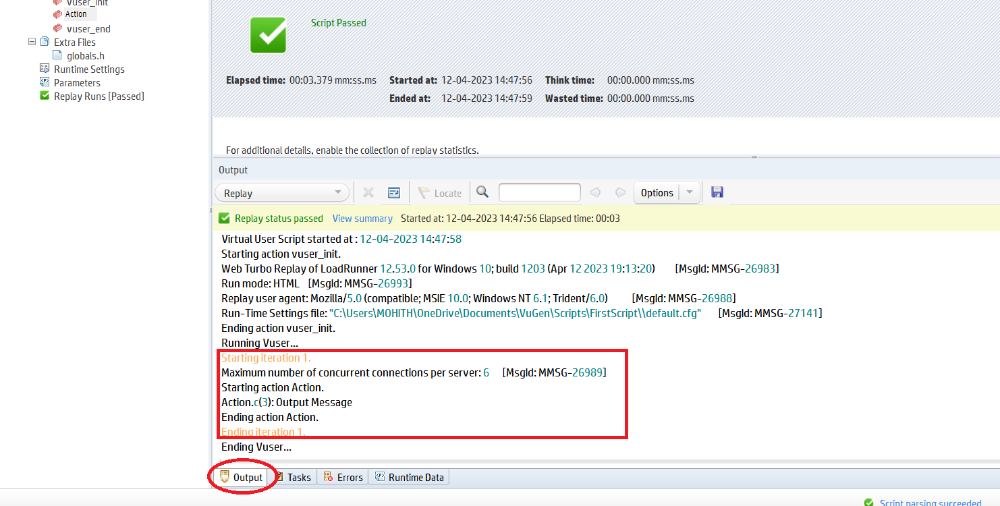 vuser_init
Action
vuser_end
Extra Files
globals.h
Runtime Settings
Parameters
Replay Runs [Passed]
Script Passed
Elapsed time: 00:03.379 mm:ss.ms Started at: 12-04-2023 14:47:56 Think time: 00:00.000 mm:ss.ms
Ended at: 12-04-2023 14:47:59 Wasted time: 00:00.000 mm:ss.ms
For additional details, enable the collection of replay statistics.
Output
Replay Locate Options
Replay status passed View summary Started at: 12-04-2023 14:47:56 Elapsed time: 00:03
Virtual User Script started at : 12-04-2023 14:47:58
Starting action vuser_init.
Web Turbo Replay of LoadRunner 12.53.0 for Windows 10; build 1203 (Apr 12 2023 19:13:20) [MsgId: MMSG-26983]
Run mode: HTML [MsgId: MMSG-26993]
Replay user agent: Mozilla/5.0 (compatible; MSIE 10.0; Windows NT 6.1; Trident/6.0) [MsgId: MMSG-26988]
Run-Time Settings file: "C:\Users\MOHITH\OneDrive\Documents\VuGen\Scripts\FirstScript\\default.cfg" [MsgId: MMSG-27141]
Ending action vuser_init.
Running Vuser...
Starting iteration 1.
Maximum number of concurrent connections per server: 6 [MsgId: MMSG-26989]
Starting action Action.
Action.c(3): Output Message
Ending action Action.
Ending iteration 1.
Ending Vuser...
Output Tasks Errors Runtime Data
Script parsing succeeded